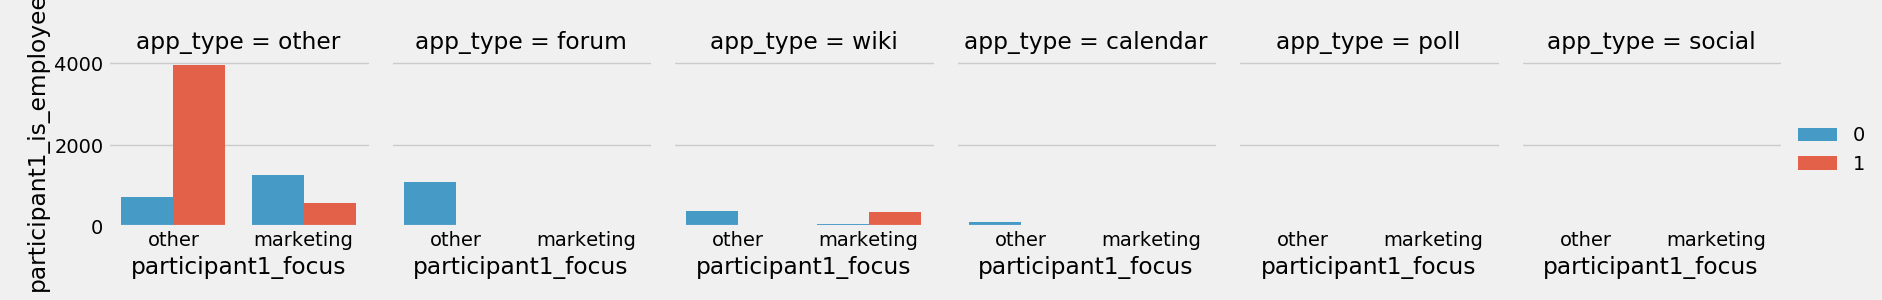 participant1_is_employee
app_type = other
app_type = forum
app_type = wiki
app_type = calendar
app_type = poll
app_type = social
4000
2000
0
other marketing
other marketing
other marketing
other marketing
other marketing
other marketing
participant1_focus
participant1_focus
participant1_focus
participant1_focus
participant1_focus
participant1_focus
0
1